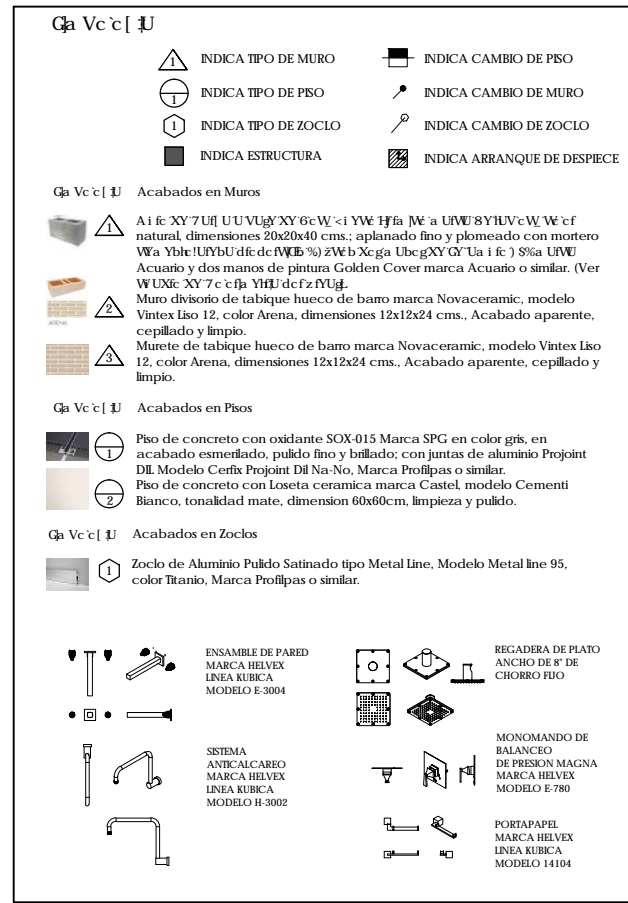 1 INDICA TIPO DE MURO
INDICA CAMBIO DE PISO
1 INDICA TIPO DE PISO
INDICA CAMBIO DE MURO
1 INDICA TIPO DE ZOCLO
INDICA CAMBIO DE ZOCLO
INDICA ESTRUCTURA
INDICA ARRANQUE DE DESPIECE
Acabados en Muros
1
natural, dimensiones 20x20x40 cms.; aplanado fino y plomeado con mortero
Acuario y dos manos de pintura Golden Cover marca Acuario o similar. (Ver
ARENA
2
Muro divisorio de tabique hueco de barro marca Novaceramic, modelo
Vintex Liso 12, color Arena, dimensiones 12x12x24 cms., Acabado aparente,
cepillado y limpio.
3
Murete de tabique hueco de barro marca Novaceramic, modelo Vintex Liso
12, color Arena, dimensiones 12x12x24 cms., Acabado aparente, cepillado y
limpio.
Acabados en Pisos
1
Piso de concreto con oxidante SOX-015 Marca SPG en color gris, en
acabado esmerilado, pulido fino y brillado; con juntas de aluminio Projoint
DIL Modelo Cerfix Projoint Dil Na-No, Marca Profilpas o similar.
2
Piso de concreto con Loseta ceramica marca Castel, modelo Cementi
Bianco, tonalidad mate, dimension 60x60cm, limpieza y pulido.
Acabados en Zoclos
1
Zoclo de Aluminio Pulido Satinado tipo Metal Line, Modelo Metal line 95,
color Titanio, Marca Profilpas o similar.
ENSAMBLE DE PARED
MARCA HELVEX
LINEA KUBICA
MODELO E-3004
REGADERA DE PLATO
ANCHO DE 8" DE
CHORRO FIJO
SISTEMA
ANTICALCAREO
MARCA HELVEX
LINEA KUBICA
MODELO H-3002
MONOMANDO DE
BALANCEO
DE PRESION MAGNA
MARCA HELVEX
MODELO E-780
PORTAPAPEL
MARCA HELVEX
LINEA KUBICA
MODELO 14104